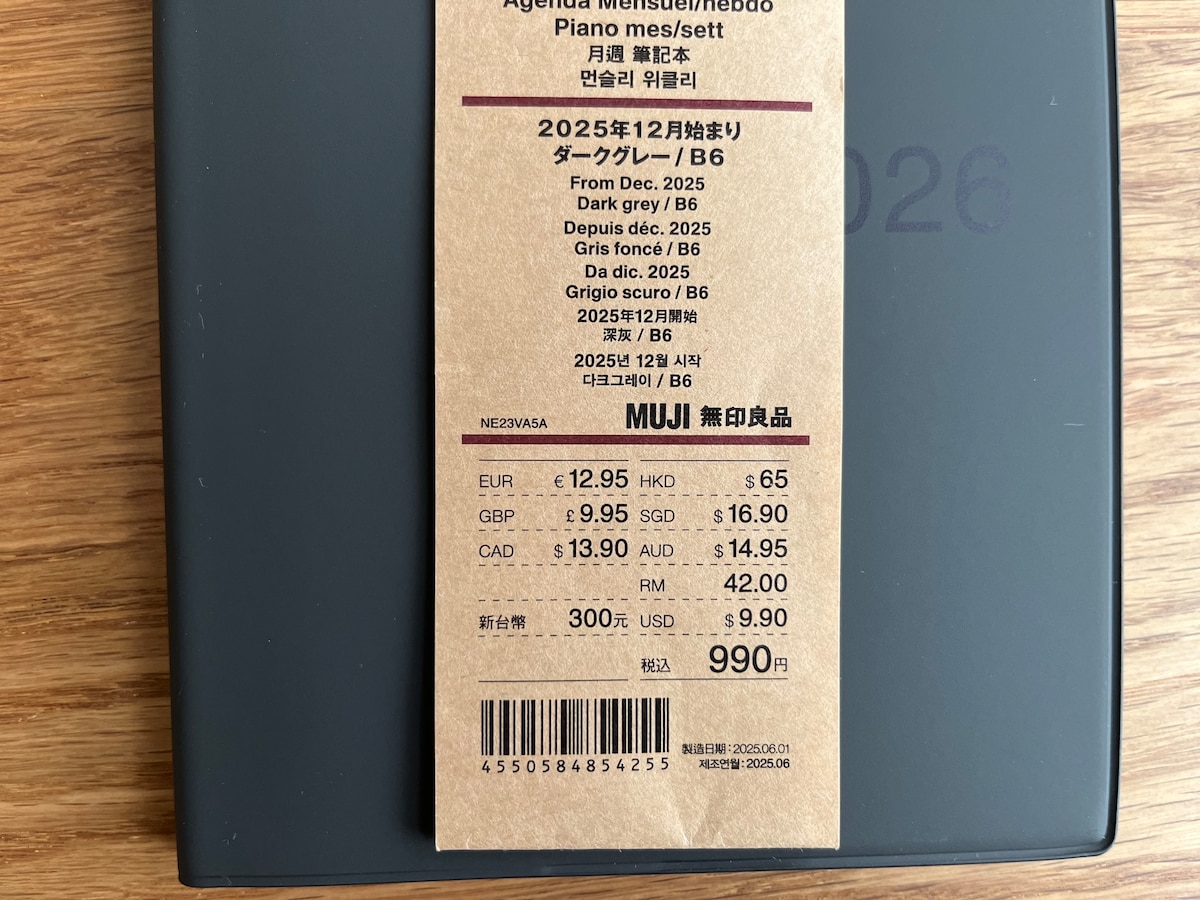 Agenda Mensuel/hebdo
Piano mes/sett
月週 筆記本
먼슬리 위클리
2025年12月始まり
ダークグレー / B6
From Dec. 2025
Dark grey / B6
Depuis déc. 2025
Gris foncé / B6
Da dic. 2025
Grigio scuro / B6
2025年12月開始
深灰 / B6
2025년 12월 시작
다크그레이 / B6
NE23VA5A MUJI 無印良品
EUR € 12.95 HKD $ 65
GBP £ 9.95 SGD $ 16.90
CAD $ 13.90 AUD $ 14.95
RM 42.00
新台幣 300元 USD $ 9.90
税込 990円
4550584854255
製造日期：2025.06.01
제조연월 : 2025.06
026